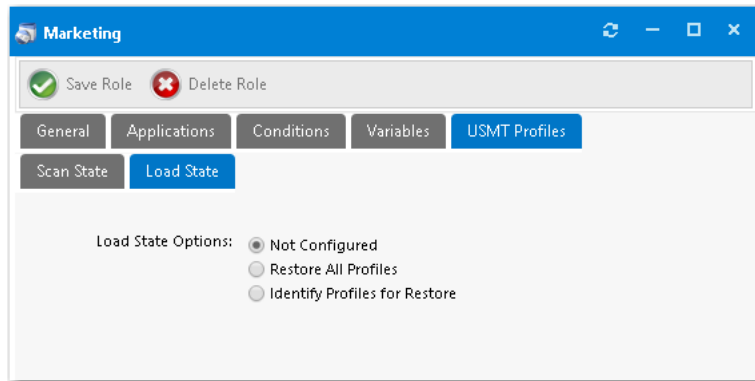 Marketing
Save Role Delete Role
General Applications Conditions Variables USMT Profiles
Scan State Load State
Load State Options: Not Configured
Restore All Profiles
Identify Profiles for Restore